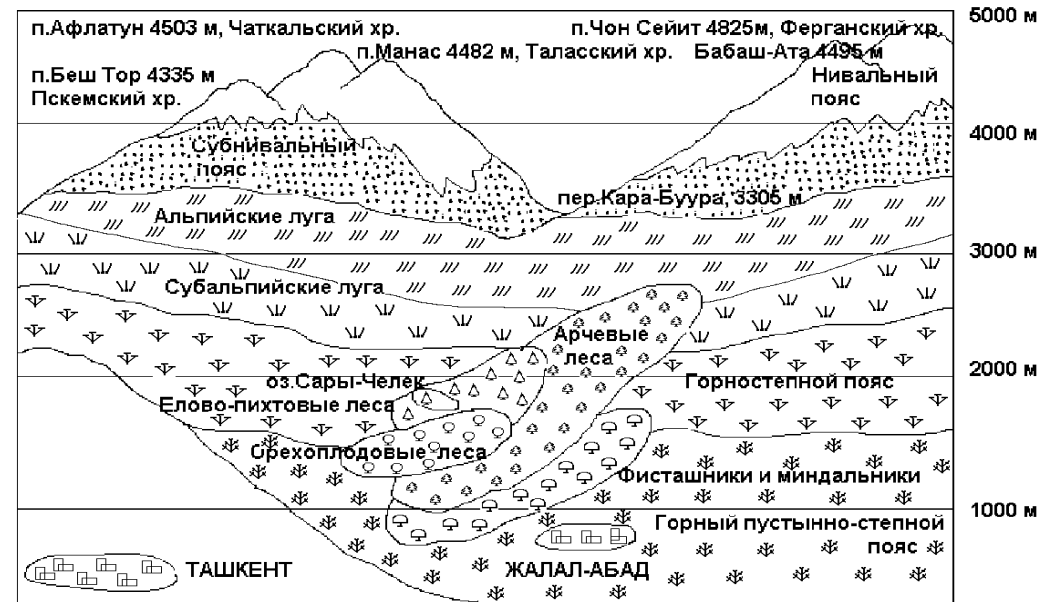 5000 м
п.Афлатун 4503 м, Чаткальский хр.
п.Чон Сейит 4825м, Ферганский хр.
п.Манас 4482 м, Таласский хр.
Бабаш-Ата 4495 м
п.Беш Тор 4335 м
Пскемский хр.
Нивальный
пояс
4000 м
Субнивальный
пояс
пер.Кара-Буура, 3305 м
Альпийские луга
3000 м
Субальпийские луга
Арчевые
леса
2000 м
оз.Сары-Челек
Горностепной пояс
Елово-пихтовые леса
Орехоплодовые леса
Фисташники и миндальники
1000 м
Горный пустынно-степной
пояс
ТАШКЕНТ
ЖАЛАЛ-АБАД